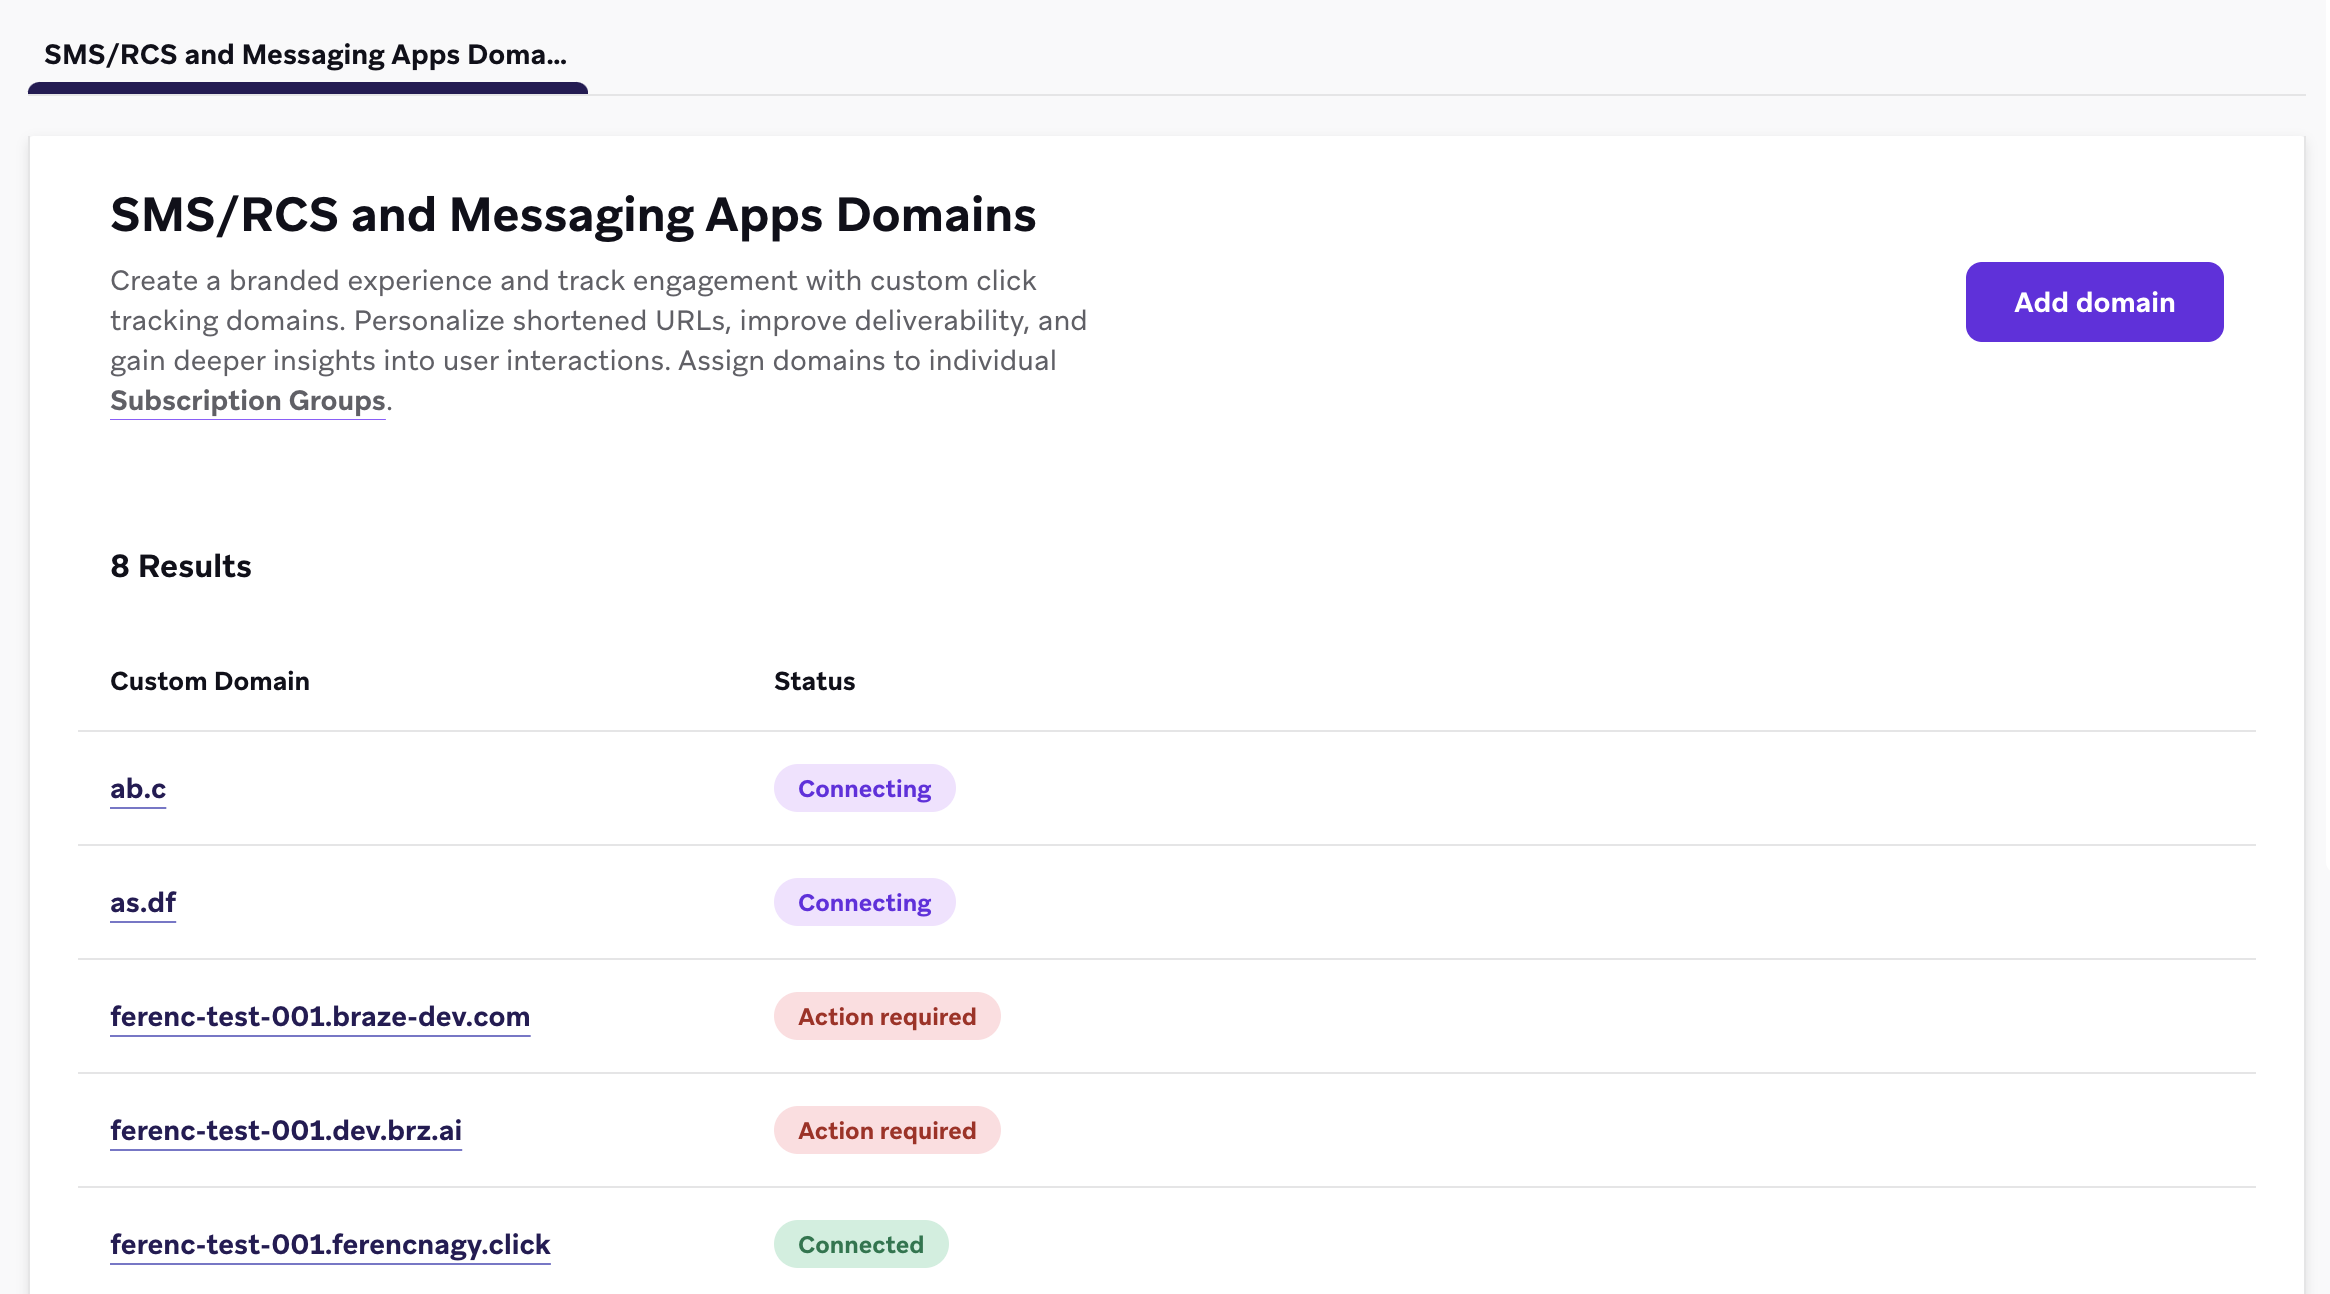 SMS/RCS and Messaging Apps Doma...
SMS/RCS and Messaging Apps Domains
Create a branded experience and track engagement with custom click
tracking domains. Personalize shortened URLs, improve deliverability, and
gain deeper insights into user interactions. Assign domains to individual
Subscription Groups.
Add domain
8 Results
Custom Domain Status
ab.c Connecting
as.df Connecting
ferenc-test-001.braze-dev.com Action required
ferenc-test-001.dev.brz.ai Action required
ferenc-test-001.ferencnagy.click Connected